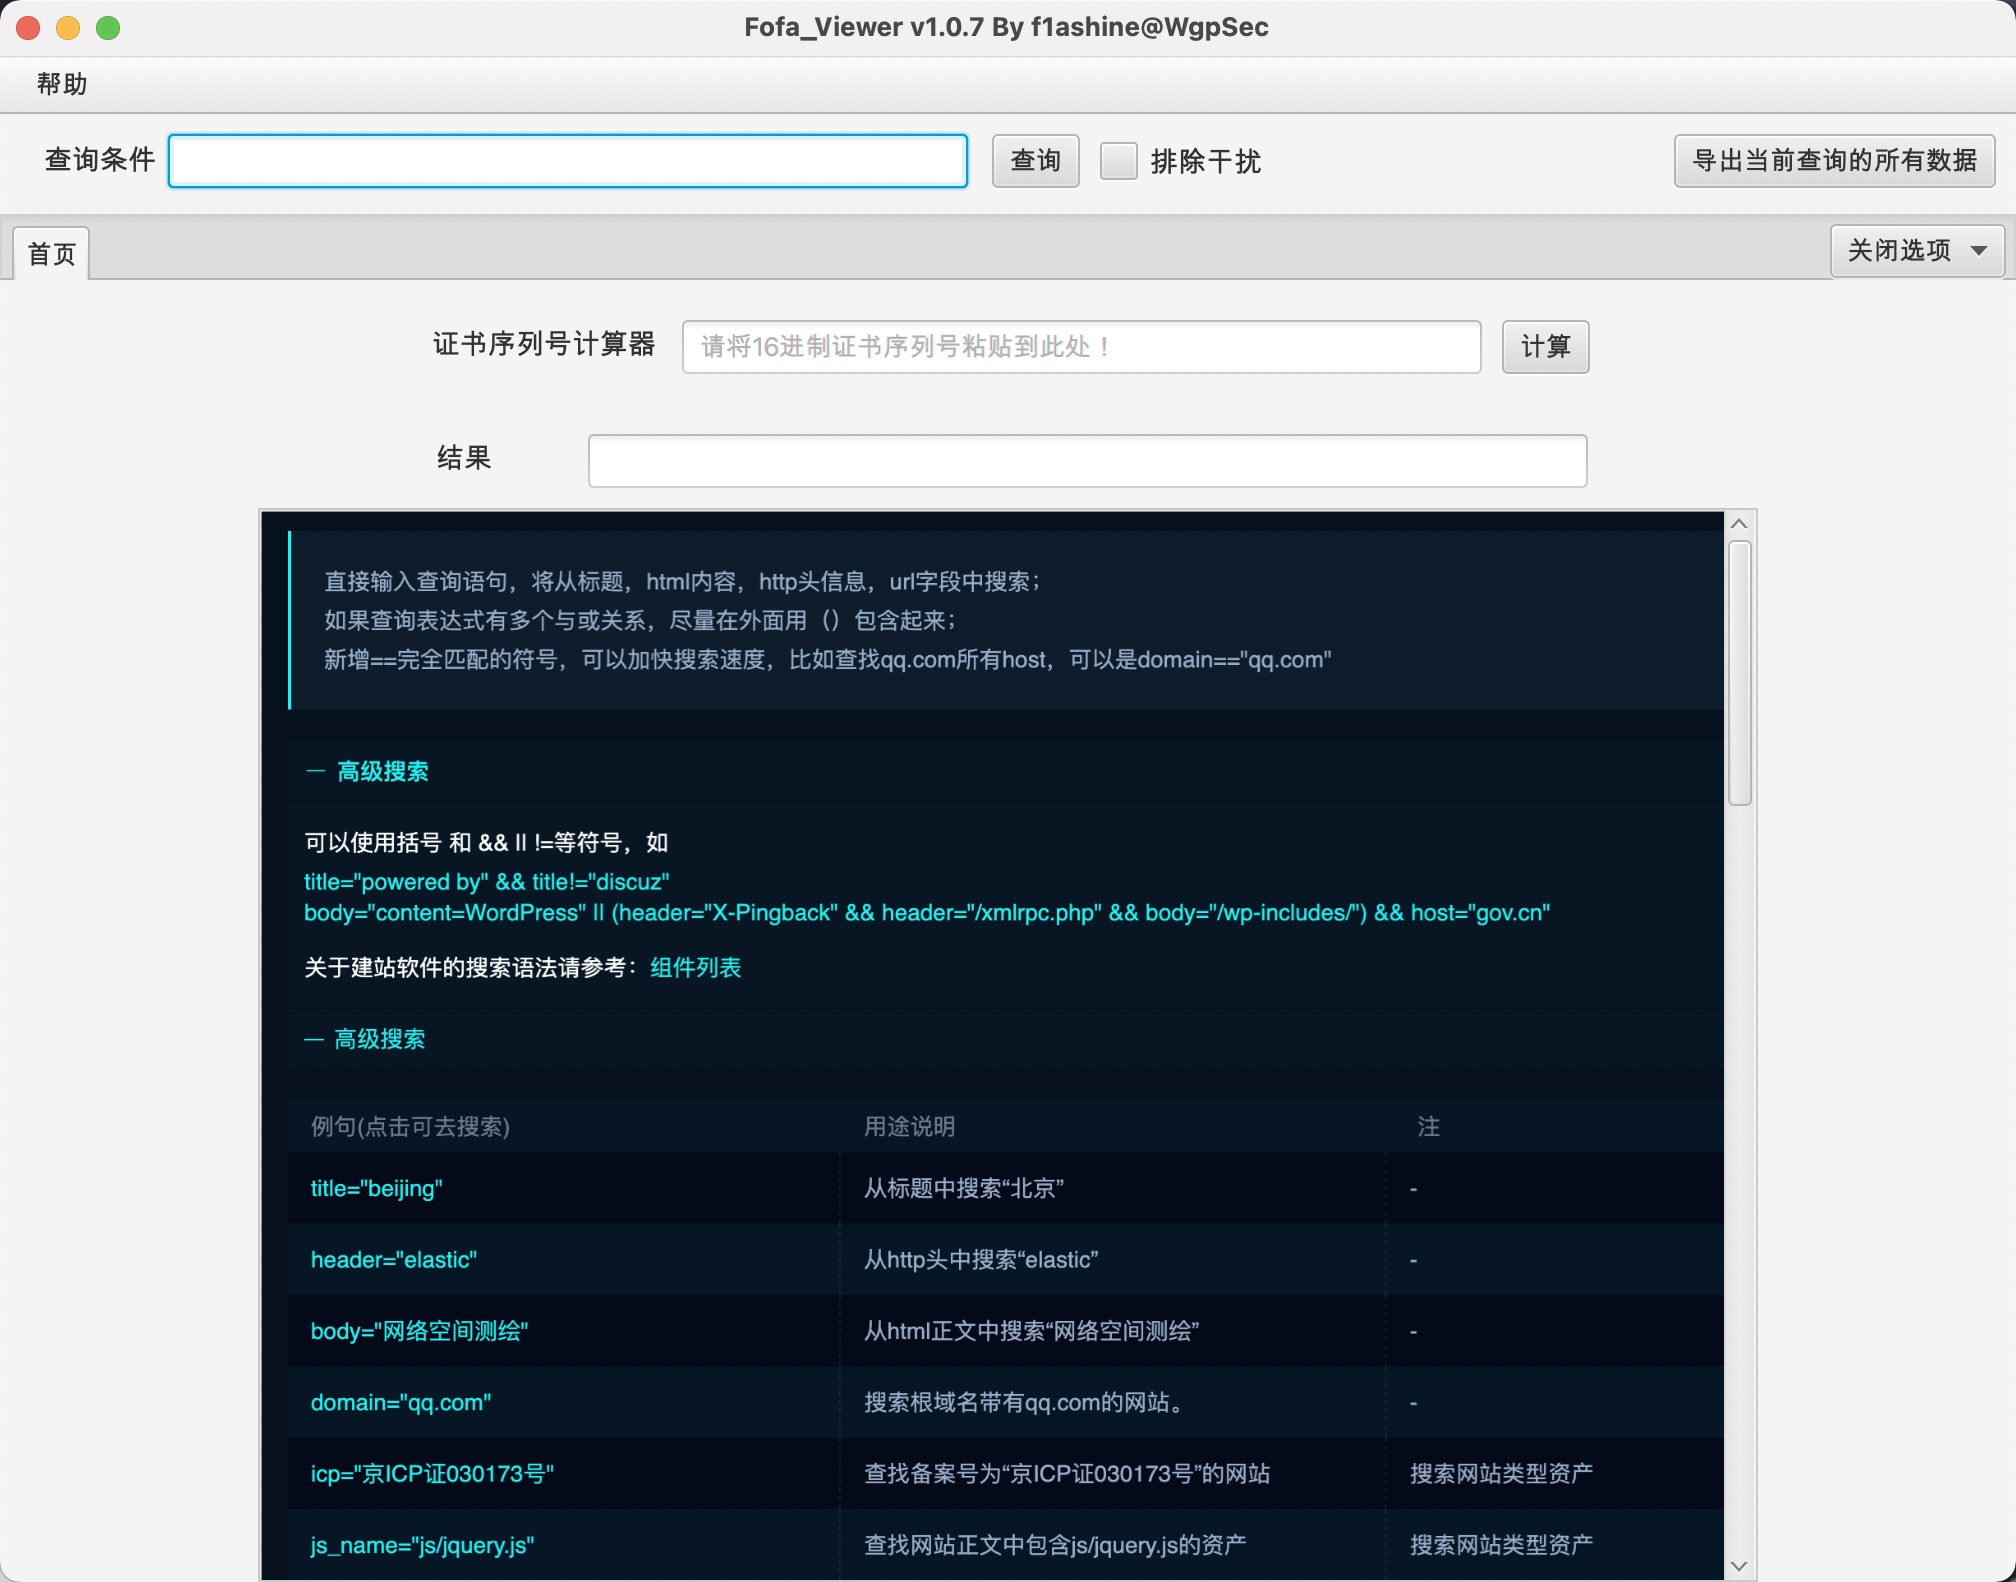 Fofa_Viewer v1.0.7 By f1ashine@WgpSec
帮助
查询条件 查询 排除干扰 导出当前查询的所有数据
首页 关闭选项
证书序列号计算器 请将16进制证书序列号粘贴到此处！ 计算
结果
直接输入查询语句，将从标题，html内容，http头信息，url字段中搜索；
如果查询表达式有多个与或关系，尽量在外面用（）包含起来；
新增==完全匹配的符号，可以加快搜索速度，比如查找qq.com所有host，可以是domain=="qq.com"
— 高级搜索
可以使用括号 和 && || !=等符号，如
title="powered by" && title!="discuz"
body="content=WordPress" || (header="X-Pingback" && header="/xmlrpc.php" && body="/wp-includes/") && host="gov.cn"
关于建站软件的搜索语法请参考：组件列表
— 高级搜索
例句(点击可去搜索) 用途说明 注
title="beijing" 从标题中搜索“北京” -
header="elastic" 从http头中搜索“elastic” -
body="网络空间测绘" 从html正文中搜索“网络空间测绘” -
domain="qq.com" 搜索根域名带有qq.com的网站。 -
icp="京ICP证030173号" 查找备案号为“京ICP证030173号”的网站 搜索网站类型资产
js_name="js/jquery.js" 查找网站正文中包含js/jquery.js的资产 搜索网站类型资产